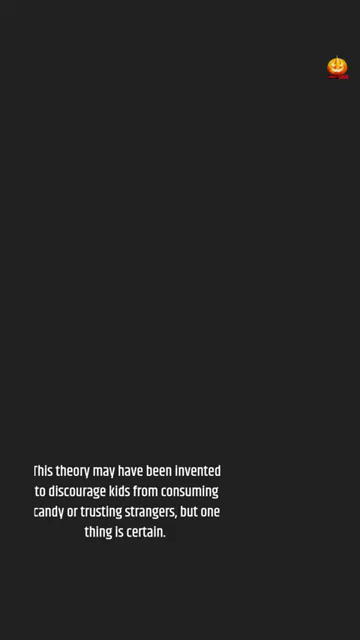 This theory may have been invented
to discourage kids from consuming
candy or trusting strangers, but one
thing is certain.